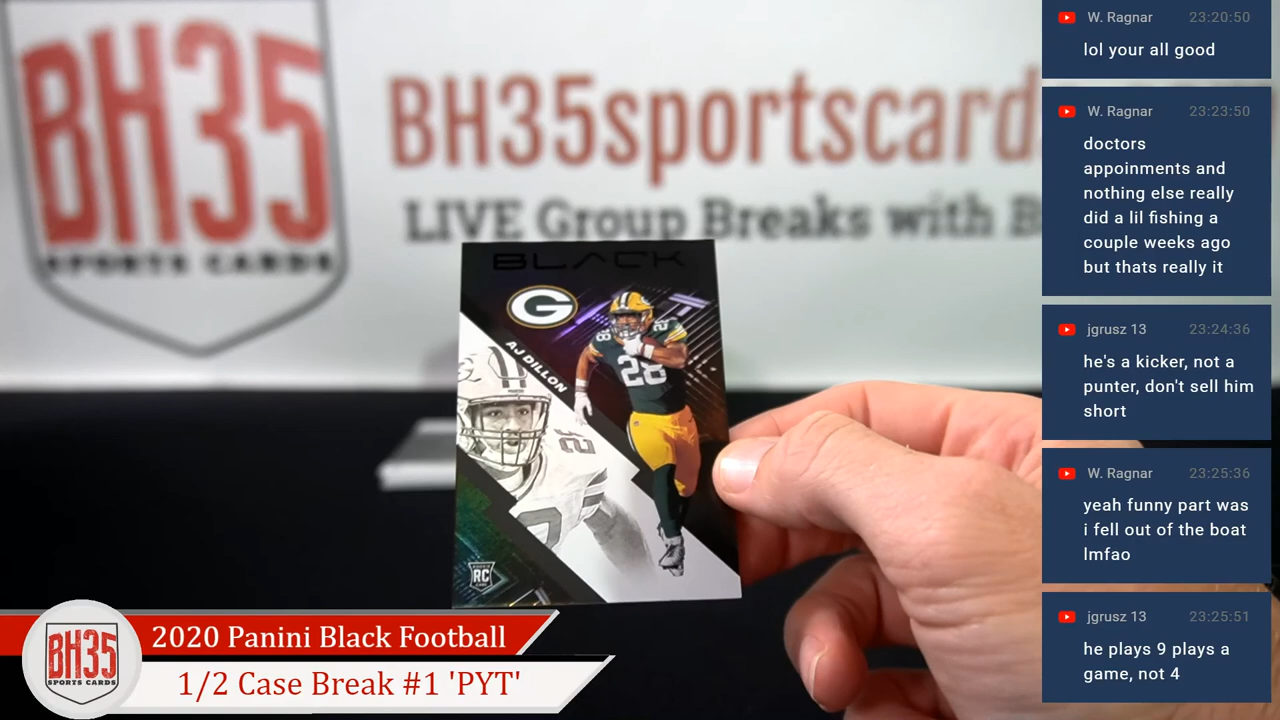 BH35
SPORTS CARDS
BH35sportscard
LIVE Group Breaks with B
BLACK
G
AJ DILLON
28
28
28
28
ROOKIE
RC
CARD
BH35
SPORTS CARDS
2020 Panini Black Football
1/2 Case Break #1 'PYT'
W. Ragnar 23:20:50
lol your all good
W. Ragnar 23:23:50
doctors
appoinments and
nothing else really
did a lil fishing a
couple weeks ago
but thats really it
jgrusz 13 23:24:36
he's a kicker, not a
punter, don't sell him
short
W. Ragnar 23:25:36
yeah funny part was
i fell out of the boat
lmfao
jgrusz 13 23:25:51
he plays 9 plays a
game, not 4